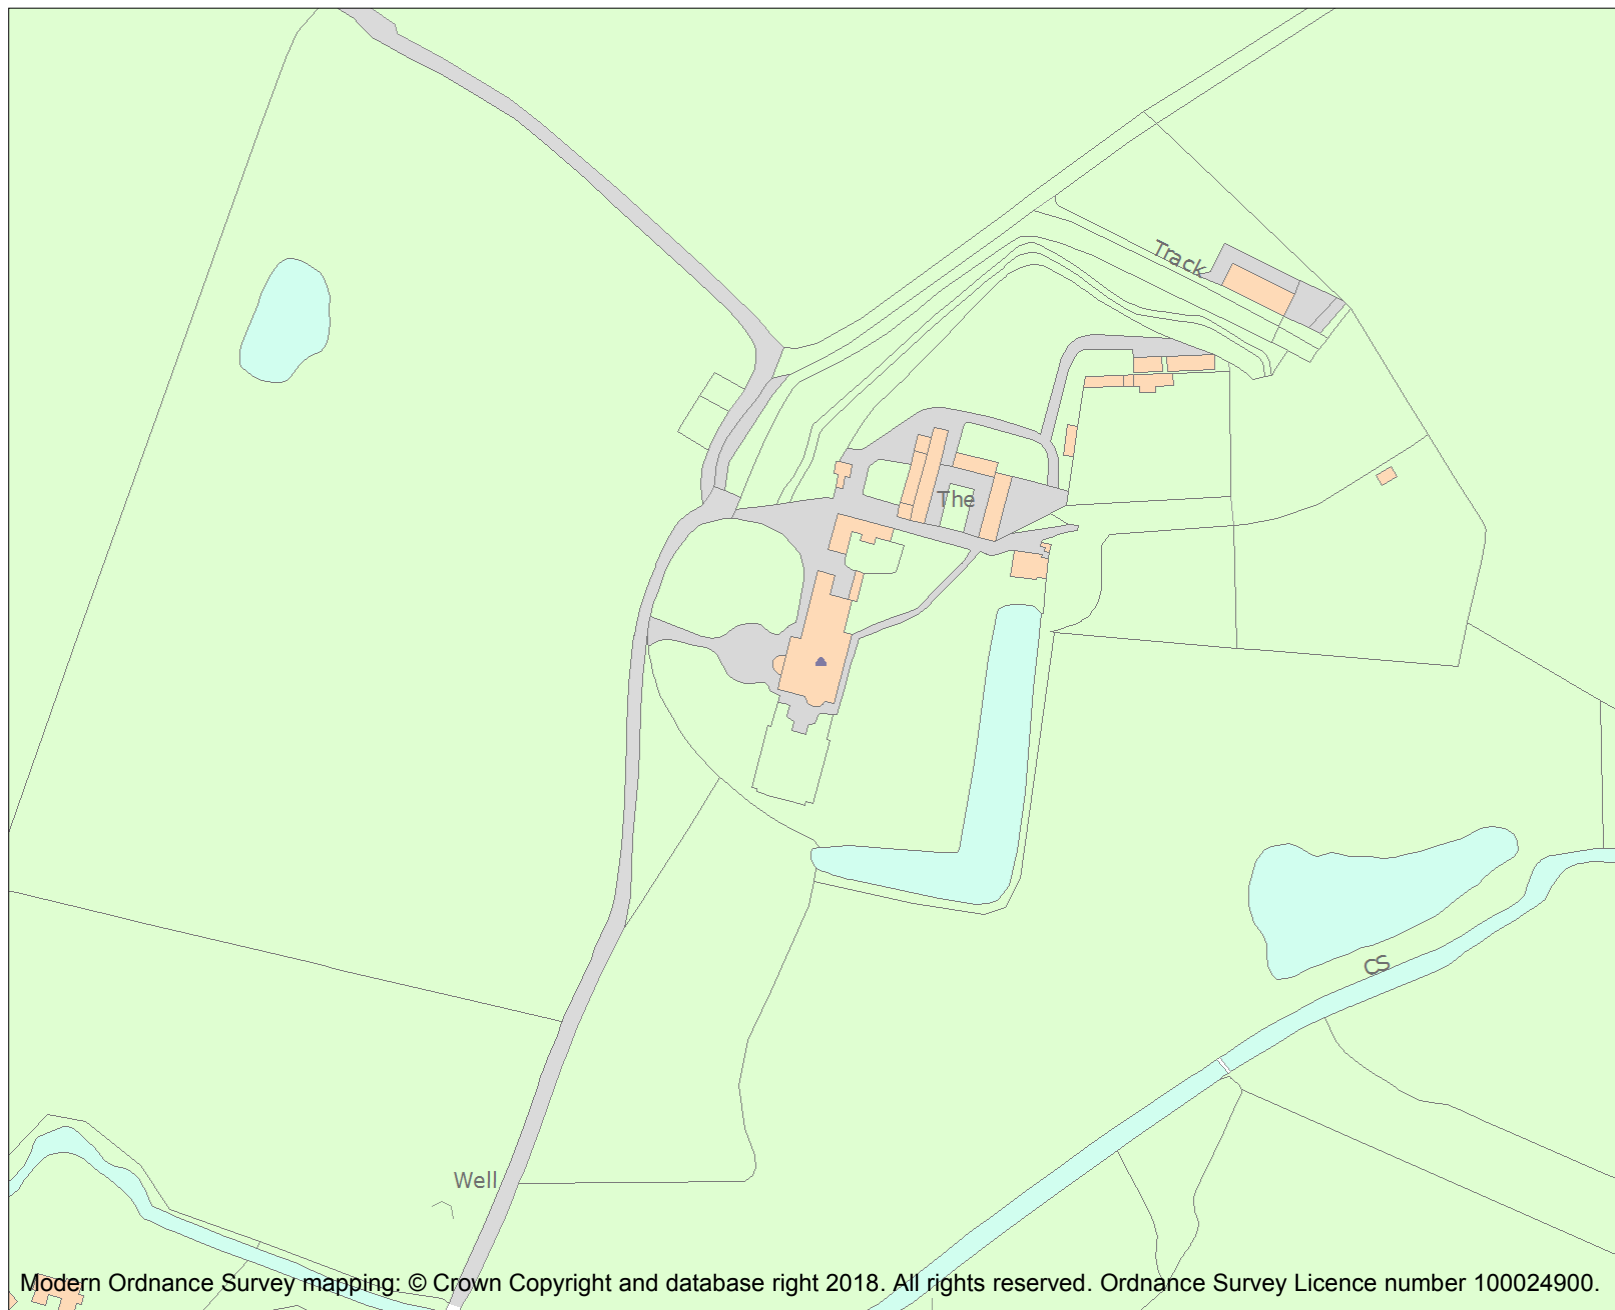 Track
The
CS
Well
Modern Ordnance Survey mapping: © Crown Copyright and database right 2018. All rights reserved. Ordnance Survey Licence number 100024900.